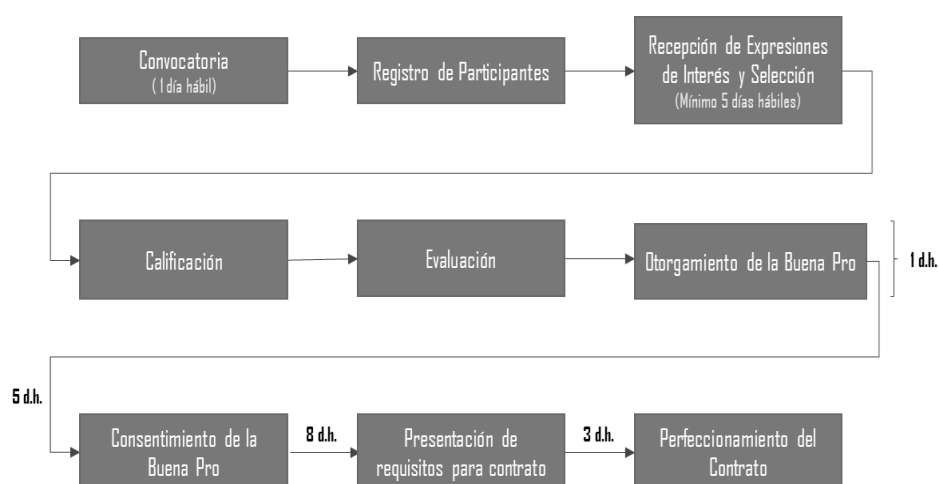 Convocatoria
(1 día hábil)
Registro de Participantes
Recepción de Expresiones
de Interés y Selección
(Mínimo 5 días hábiles)
Calificación
Evaluación
Otorgamiento de la Buena Pro
1 d.h.
5 d.h.
Consentimiento de la
Buena Pro
8 d.h.
Presentación de
requisitos para contrato
3 d.h.
Perfeccionamiento del
Contrato